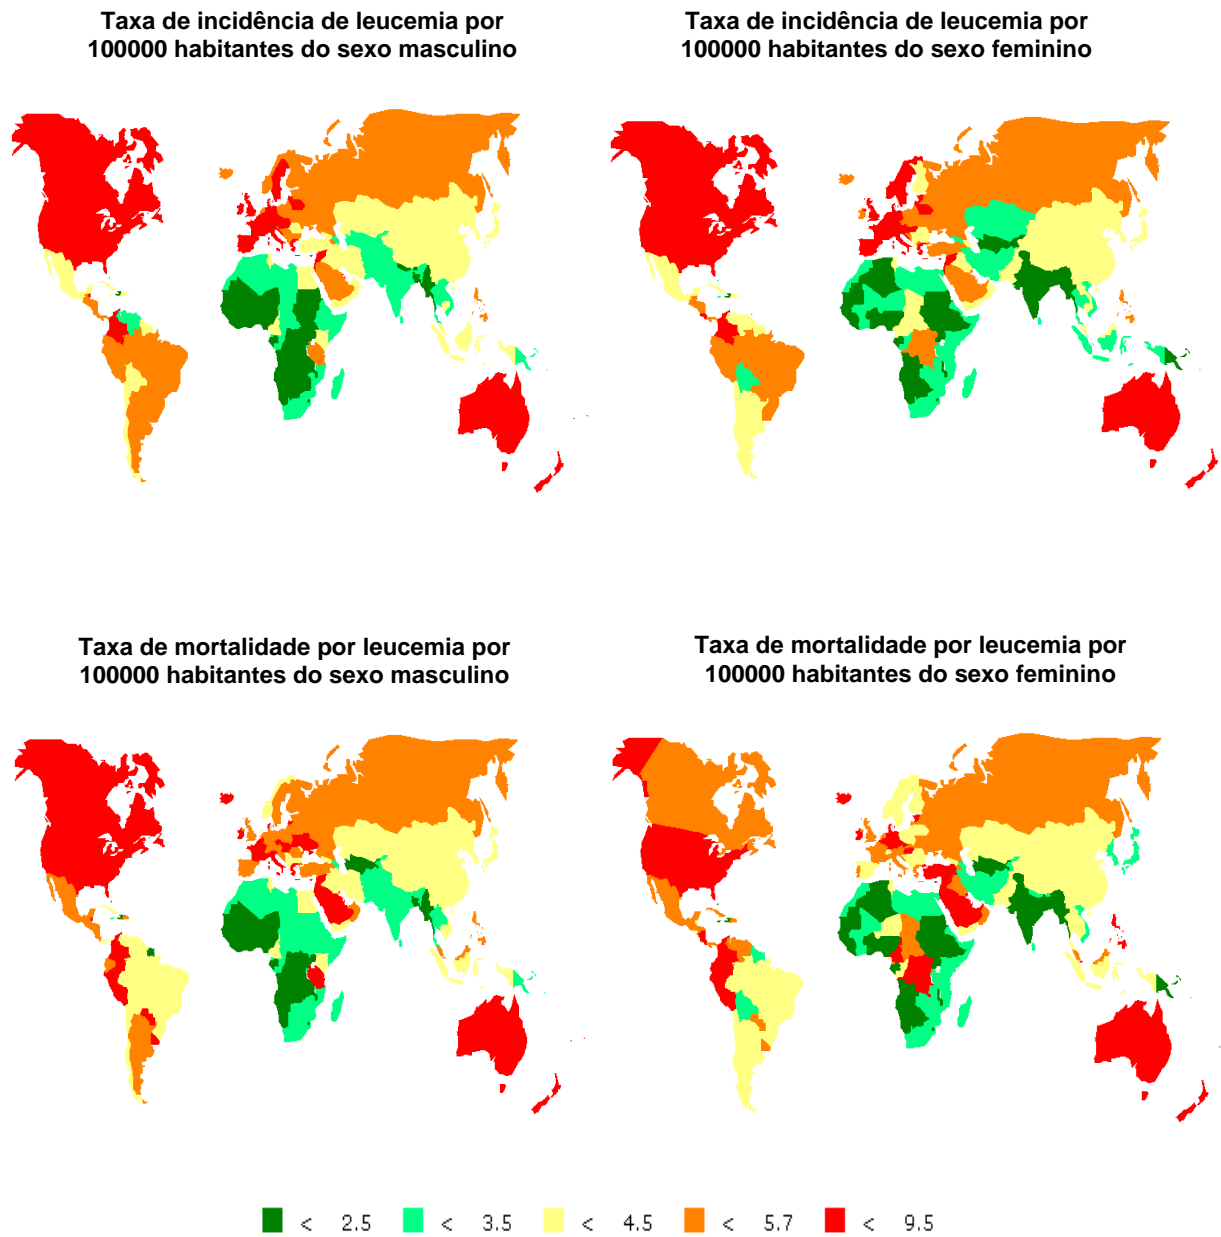 Taxa de incidência de leucemia por
100000 habitantes do sexo masculino
Taxa de incidência de leucemia por
100000 habitantes do sexo feminino
Taxa de mortalidade por leucemia por
100000 habitantes do sexo masculino
Taxa de mortalidade por leucemia por
100000 habitantes do sexo feminino
< 2.5 < 3.5 < 4.5 < 5.7 < 9.5